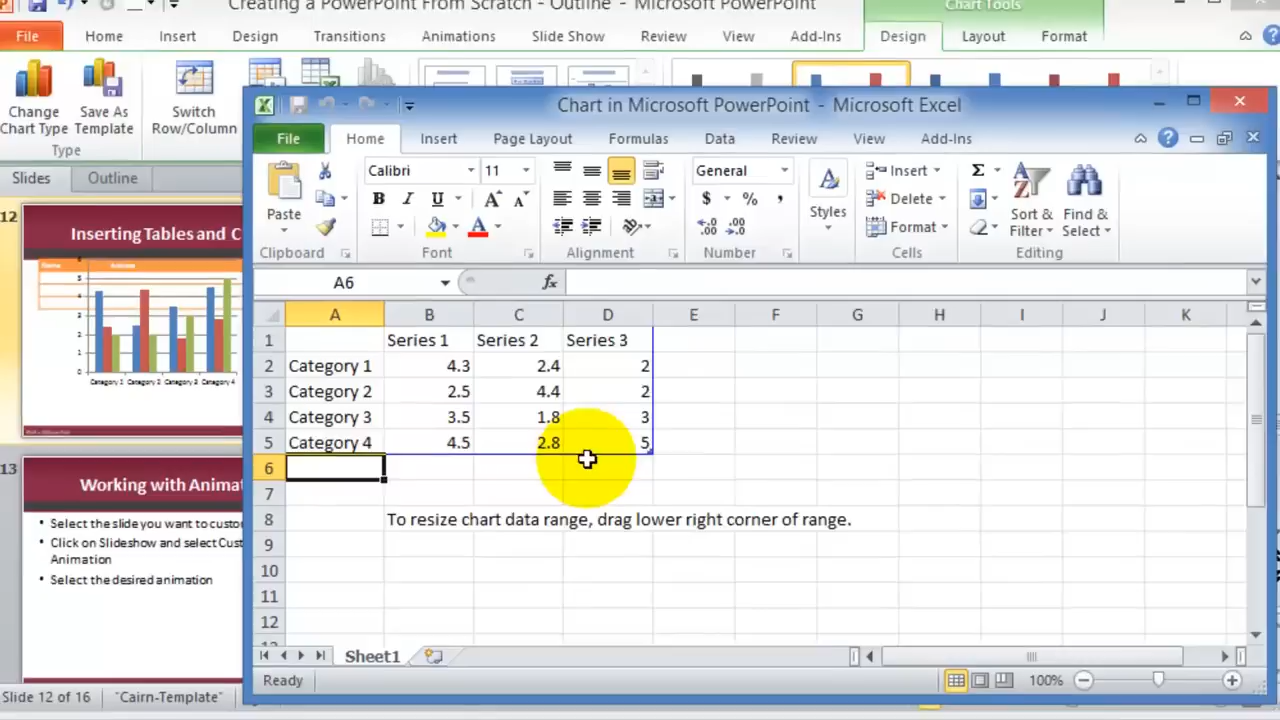 Creating a PowerPoint From Scratch - Outline - Microsoft PowerPoint
Chart Tools
File Home Insert Design Transitions Animations Slide Show Review View Add-Ins Design Layout Format
Change Chart Type
Save As Template
Switch Row/Column
Type
Slides Outline
12
Inserting Tables and C
Category 4
13
Working with Animat
• Select the slide you want to custo
• Click on Slideshow and select Cus
Animation
• Select the desired animation
Slide 12 of 16 "Cairn-Template"
Chart in Microsoft PowerPoint - Microsoft Excel
File Home Insert Page Layout Formulas Data Review View Add-Ins
Paste
Calibri 11
B I U
General
$ % ,
Styles
Insert
Delete
Format
Σ
Sort & Filter
Find & Select
Clipboard Font Alignment Number Cells Editing
A6 fx
A B C D E F G H I J K
1 Series 1 Series 2 Series 3
2 Category 1 4.3 2.4 2
3 Category 2 2.5 4.4 2
4 Category 3 3.5 1.8 3
5 Category 4 4.5 2.8 5
6
7
8 To resize chart data range, drag lower right corner of range.
9
10
11
12
Sheet1
Ready 100%